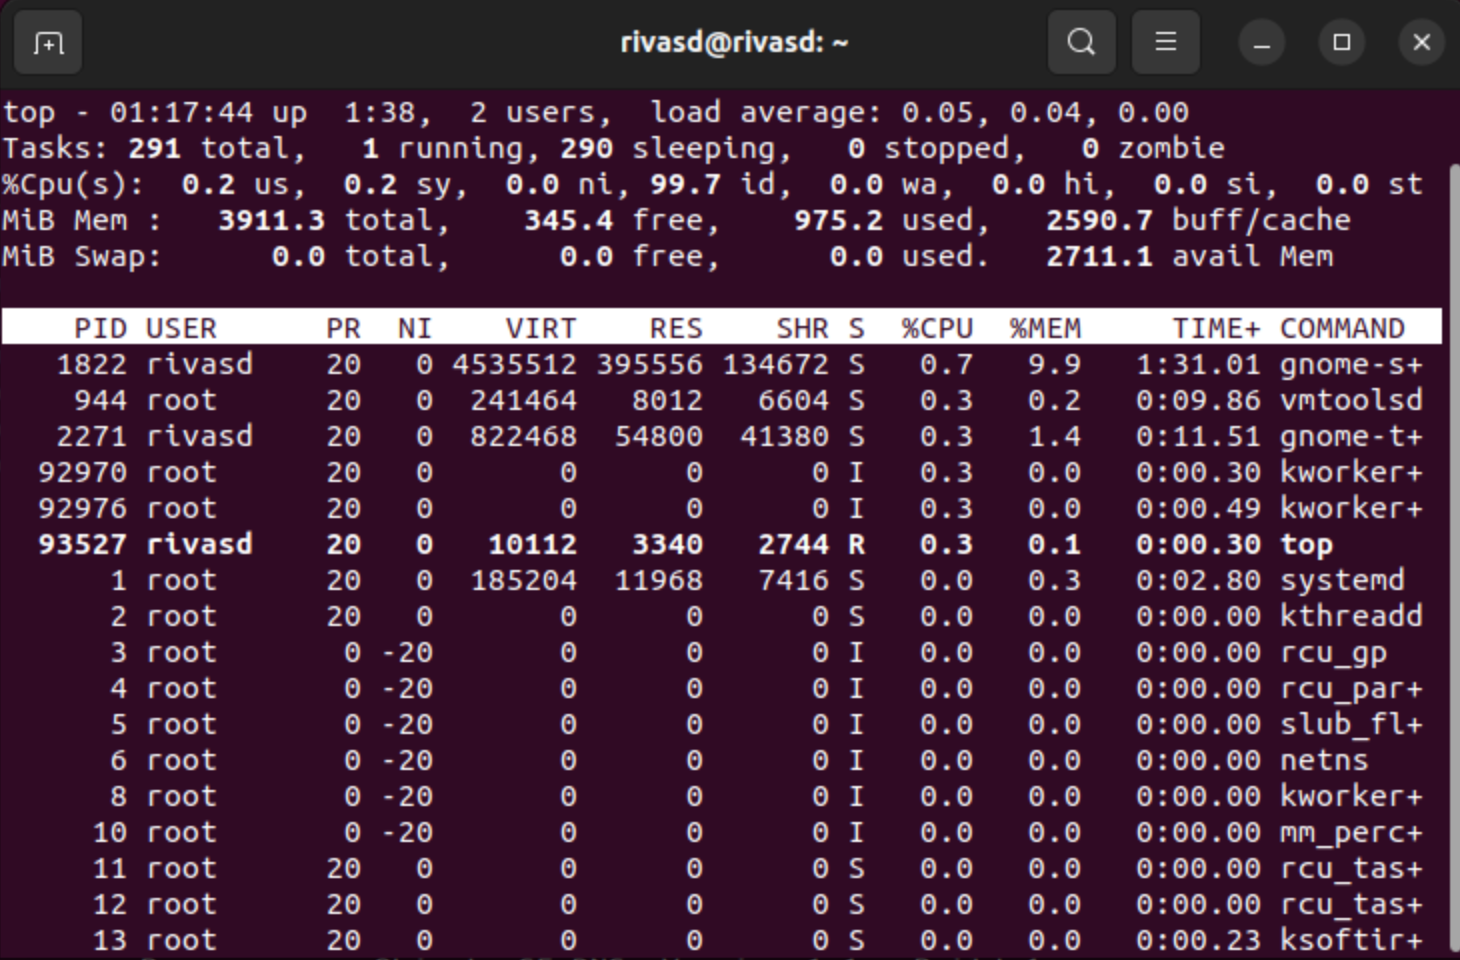 rivasd@rivasd: ~
top - 01:17:44 up  1:38,  2 users,  load average: 0.05, 0.04, 0.00
Tasks: 291 total,   1 running, 290 sleeping,   0 stopped,   0 zombie
%Cpu(s):  0.2 us,  0.2 sy,  0.0 ni, 99.7 id,  0.0 wa,  0.0 hi,  0.0 si,  0.0 st
MiB Mem :   3911.3 total,    345.4 free,    975.2 used,   2590.7 buff/cache
MiB Swap:      0.0 total,      0.0 free,      0.0 used.   2711.1 avail Mem
    PID USER      PR  NI    VIRT    RES    SHR S  %CPU  %MEM     TIME+ COMMAND
   1822 rivasd    20   0 4535512 395556 134672 S   0.7   9.9   1:31.01 gnome-s+
    944 root      20   0  241464   8012   6604 S   0.3   0.2   0:09.86 vmtoolsd
   2271 rivasd    20   0  822468  54800  41380 S   0.3   1.4   0:11.51 gnome-t+
  92970 root      20   0       0      0      0 I   0.3   0.0   0:00.30 kworker+
  92976 root      20   0       0      0      0 I   0.3   0.0   0:00.49 kworker+
  93527 rivasd    20   0   10112   3340   2744 R   0.3   0.1   0:00.30 top
      1 root      20   0  185204  11968   7416 S   0.0   0.3   0:02.80 systemd
      2 root      20   0       0      0      0 S   0.0   0.0   0:00.00 kthreadd
      3 root       0 -20       0      0      0 I   0.0   0.0   0:00.00 rcu_gp
      4 root       0 -20       0      0      0 I   0.0   0.0   0:00.00 rcu_par+
      5 root       0 -20       0      0      0 I   0.0   0.0   0:00.00 slub_fl+
      6 root       0 -20       0      0      0 I   0.0   0.0   0:00.00 netns
      8 root       0 -20       0      0      0 I   0.0   0.0   0:00.00 kworker+
     10 root       0 -20       0      0      0 I   0.0   0.0   0:00.00 mm_perc+
     11 root      20   0       0      0      0 S   0.0   0.0   0:00.00 rcu_tas+
     12 root      20   0       0      0      0 S   0.0   0.0   0:00.00 rcu_tas+
     13 root      20   0       0      0      0 S   0.0   0.0   0:00.23 ksoftir+